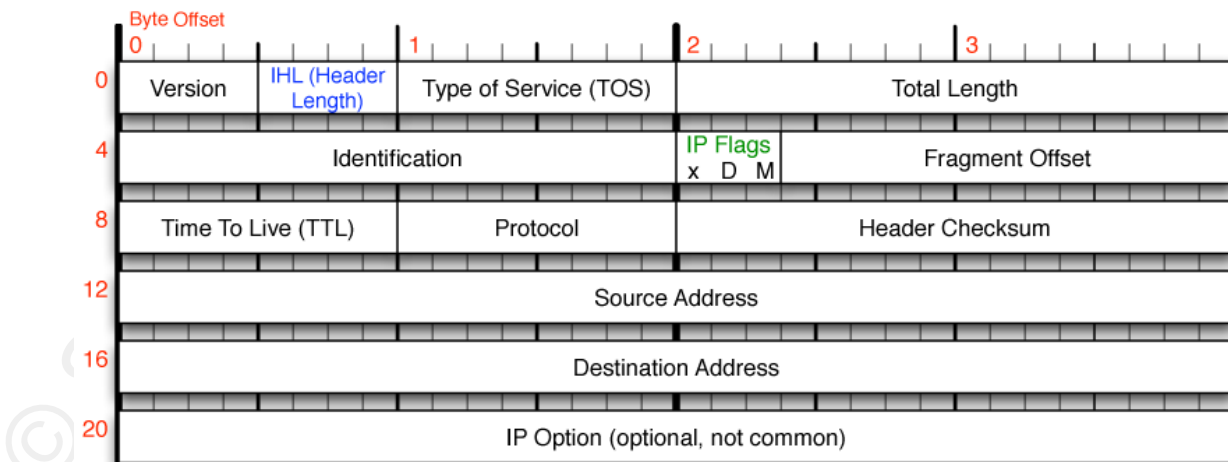 Byte Offset
0 1 2 3
0 Version IHL (Header Length) Type of Service (TOS) Total Length
4 Identification IP Flags x D M Fragment Offset
8 Time To Live (TTL) Protocol Header Checksum
12 Source Address
16 Destination Address
20 IP Option (optional, not common)
©